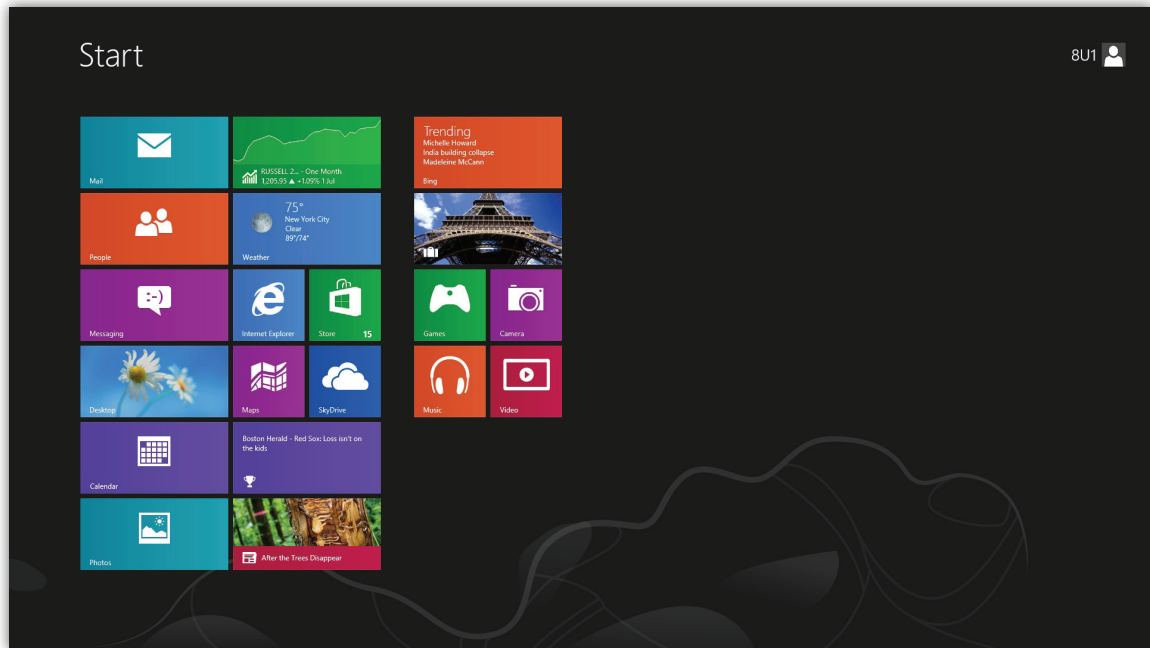 Start
8U1
Mail
RUSSELL 2... - One Month
1,205.95 ▲ +1.09% 1 Jul
Trending
Michelle Howard
India building collapse
Madeleine McCann
Bing
People
75°
New York City
Clear
89°/74°
Weather
Messaging
:-)
Internet Explorer
Store 15
Games
Camera
Desktop
Maps
SkyDrive
Music
Video
Calendar
Boston Herald - Red Sox: Loss isn't on
the kids
Photos
After the Trees Disappear